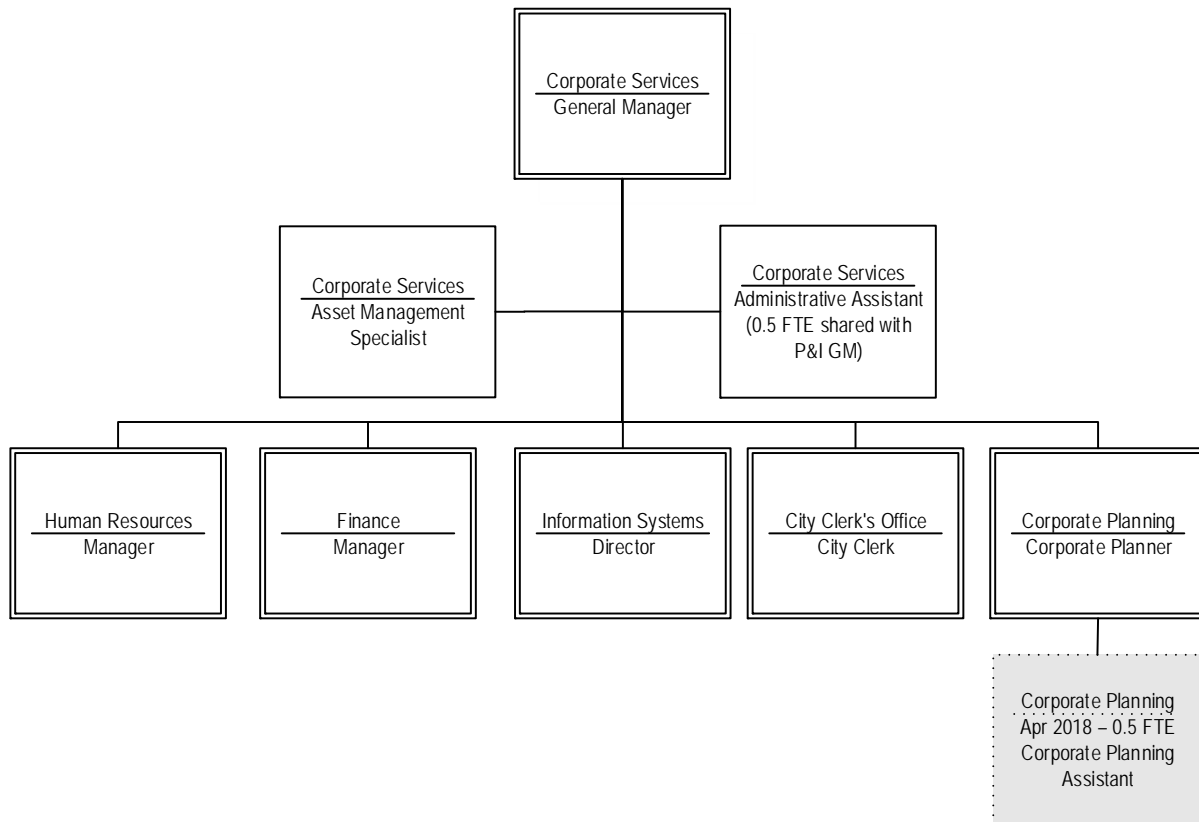 Corporate Services
General Manager
Corporate Services
Asset Management
Specialist
Corporate Services
Administrative Assistant
(0.5 FTE shared with
P&I GM)
Human Resources
Manager
Finance
Manager
Information Systems
Director
City Clerk's Office
City Clerk
Corporate Planning
Corporate Planner
Corporate Planning
Apr 2018 – 0.5 FTE
Corporate Planning
Assistant